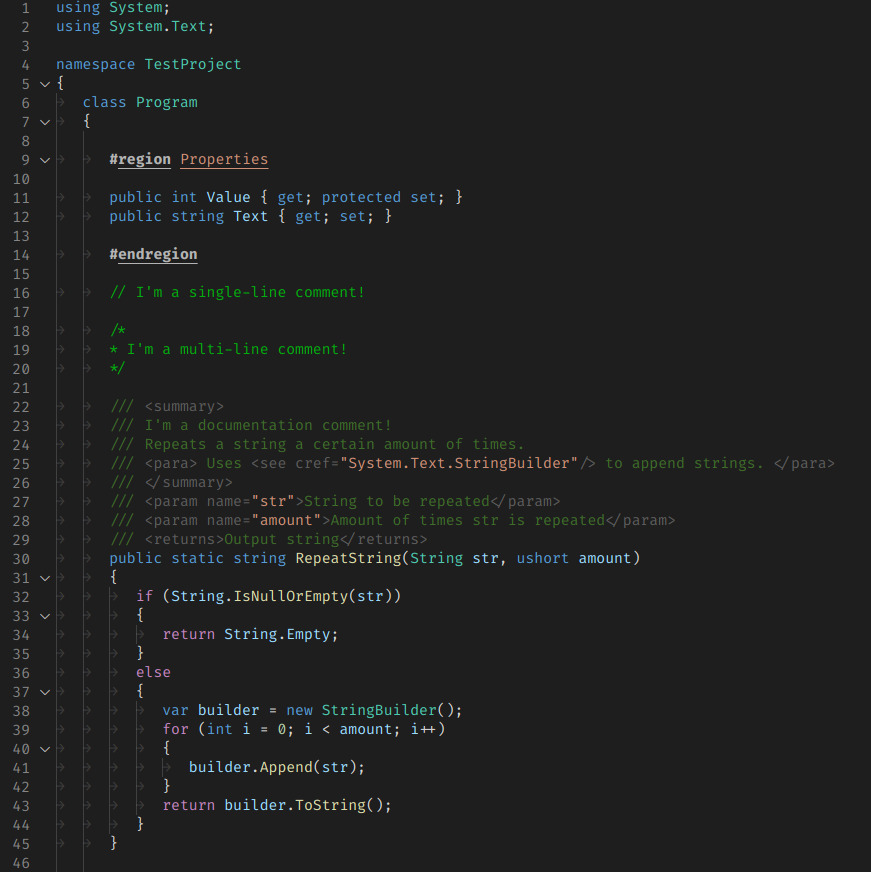 1 using System;
2 using System.Text;
3
4 namespace TestProject
5 {
6 class Program
7 {
8
9 #region Properties
10
11 public int Value { get; protected set; }
12 public string Text { get; set; }
13
14 #endregion
15
16 // I'm a single-line comment!
17
18 /*
19 * I'm a multi-line comment!
20 */
21
22 /// <summary>
23 /// I'm a documentation comment!
24 /// Repeats a string a certain amount of times.
25 /// <para> Uses <see cref="System.Text.StringBuilder"/> to append strings. </para>
26 /// </summary>
27 /// <param name="str">String to be repeated</param>
28 /// <param name="amount">Amount of times str is repeated</param>
29 /// <returns>Output string</returns>
30 public static string RepeatString(String str, ushort amount)
31 {
32 if (String.IsNullOrEmpty(str))
33 {
34 return String.Empty;
35 }
36 else
37 {
38 var builder = new StringBuilder();
39 for (int i = 0; i < amount; i++)
40 {
41 builder.Append(str);
42 }
43 return builder.ToString();
44 }
45 }
46